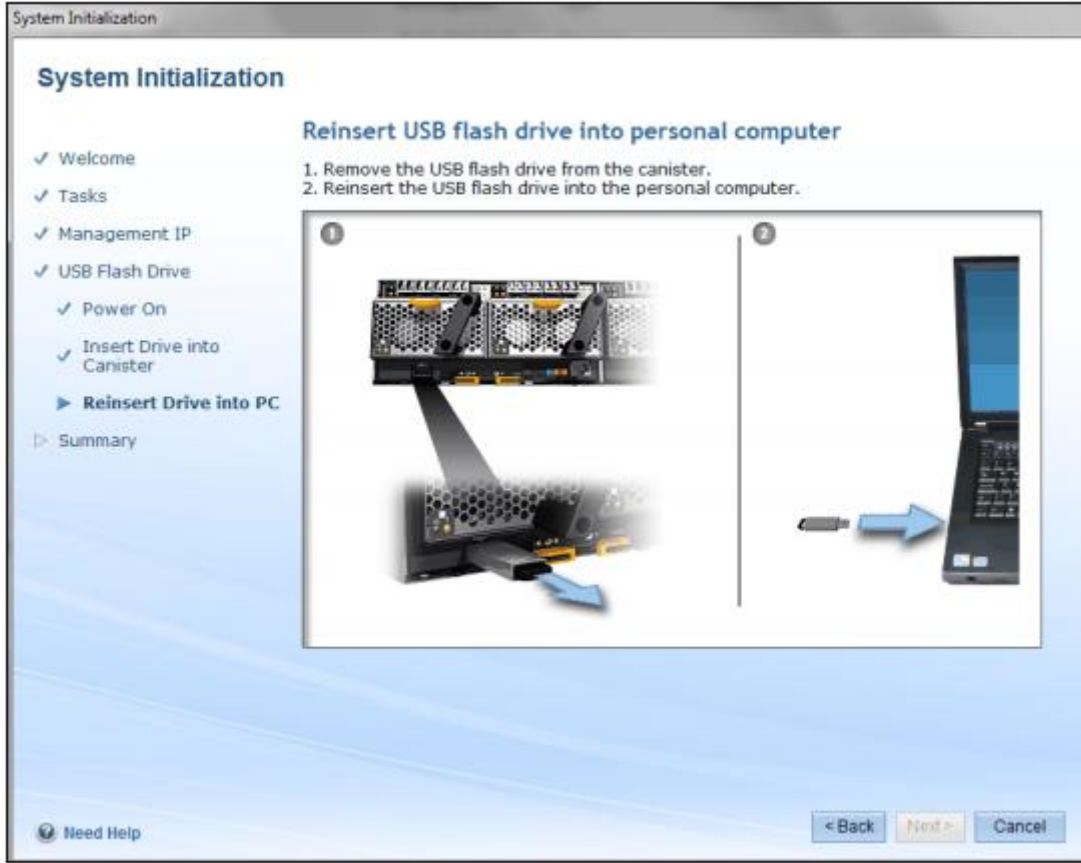 System Initialization
System Initialization
Welcome
Tasks
Management IP
USB Flash Drive
Power On
Insert Drive into
Canister
Reinsert Drive into PC
Summary
Reinsert USB flash drive into personal computer
1. Remove the USB flash drive from the canister.
2. Reinsert the USB flash drive into the personal computer.
1
2
Need Help
< Back
Next >
Cancel